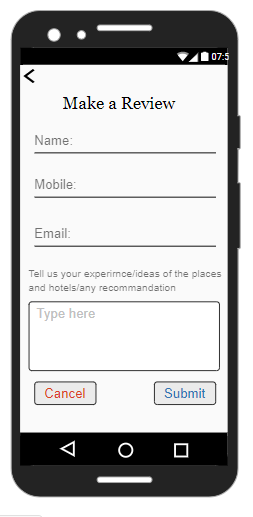 07:5
Make a Review
Name:
Mobile:
Email:
Tell us your experirnce/ideas of the places
and hotels/any recommandation
Type here
Cancel
Submit